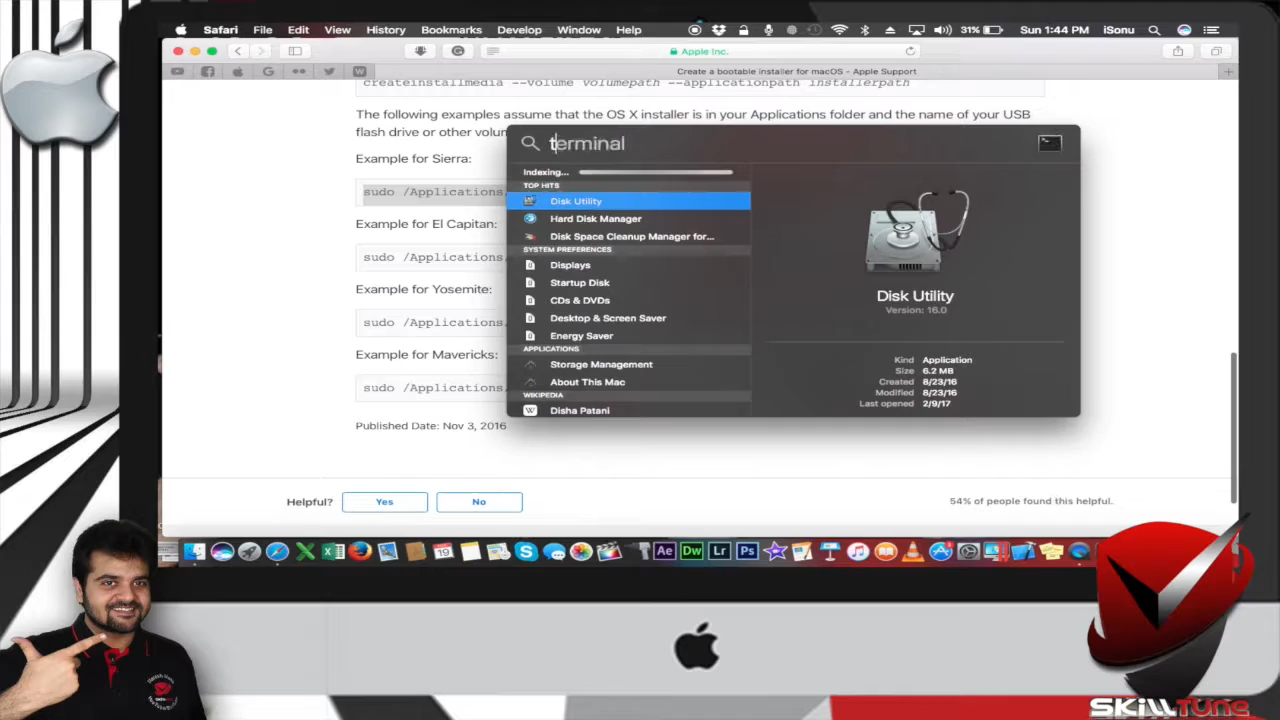 Safari File Edit View History Bookmarks Develop Window Help 31% Sun 1:44 PM iSonu
Apple Inc.
Create a bootable installer for macOS - Apple Support
createinstallmedia --volume volumepath --applicationpath installerpath
The following examples assume that the OS X installer is in your Applications folder and the name of your USB
flash drive or other volu
Example for Sierra:
sudo /Applications
Example for El Capitan:
sudo /Applications
Example for Yosemite:
sudo /Applications
Example for Mavericks:
sudo /Applications
Published Date: Nov 3, 2016
Helpful? Yes No 54% of people found this helpful.
terminal
Indexing...
TOP HITS
Disk Utility
Hard Disk Manager
Disk Space Cleanup Manager for...
SYSTEM PREFERENCES
Displays
Startup Disk
CDs & DVDs
Desktop & Screen Saver
Energy Saver
APPLICATIONS
Storage Management
About This Mac
WIKIPEDIA
Disha Patani
Disk Utility
Version: 16.0
Kind Application
Size 6.2 MB
Created 8/23/16
Modified 8/23/16
Last opened 2/9/17
19
Ae Dw Lr Ps
SKillTune